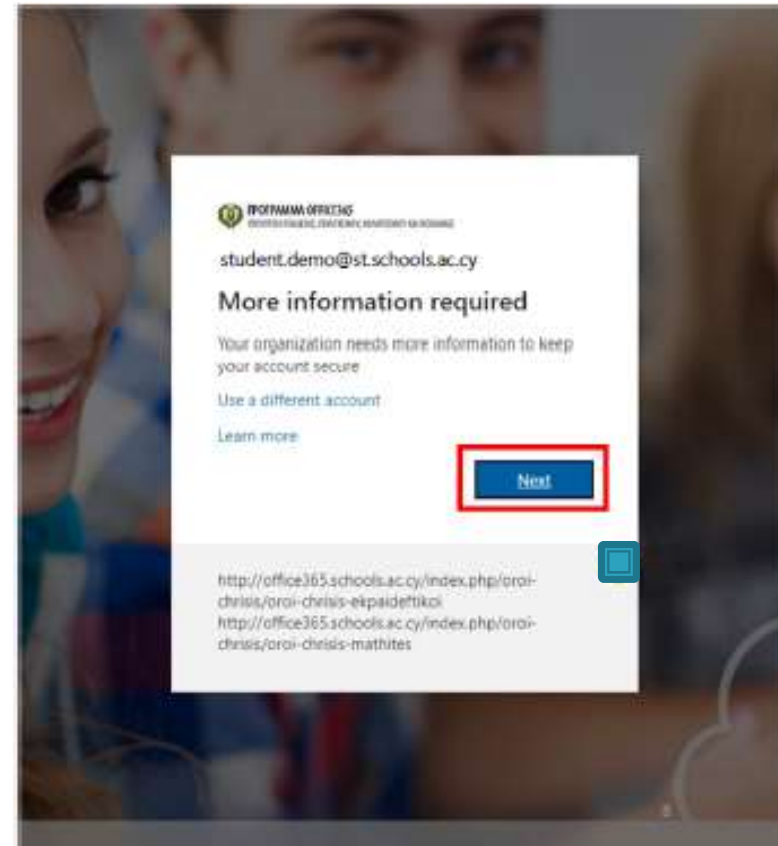 ΠΡΟΓΡΑΜΜΑ OFFICE365
student.demo@st.schools.ac.cy
More information required
Your organization needs more information to keep
your account secure
Use a different account
Learn more
Next
http://office365.schools.ac.cy/index.php/oroi-
chrisis/oroi-chrisis-ekpaideftikoi
http://office365.schools.ac.cy/index.php/oroi-
chrisis/oroi-chrisis-mathites